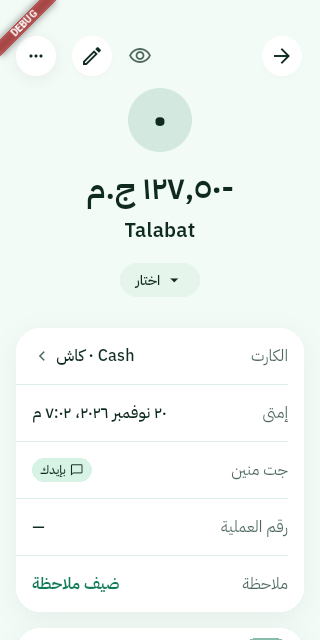 DEBUG
-١٢٧,٥٠ ج.م
Talabat
اختار
الكارت
كاش · Cash
إمتى
٢٠ نوفمبر ٢٠٢٦، ٧:٠٢ م
جت منين
بإيدك
رقم العملية
—
ملاحظة
ضيف ملاحظة